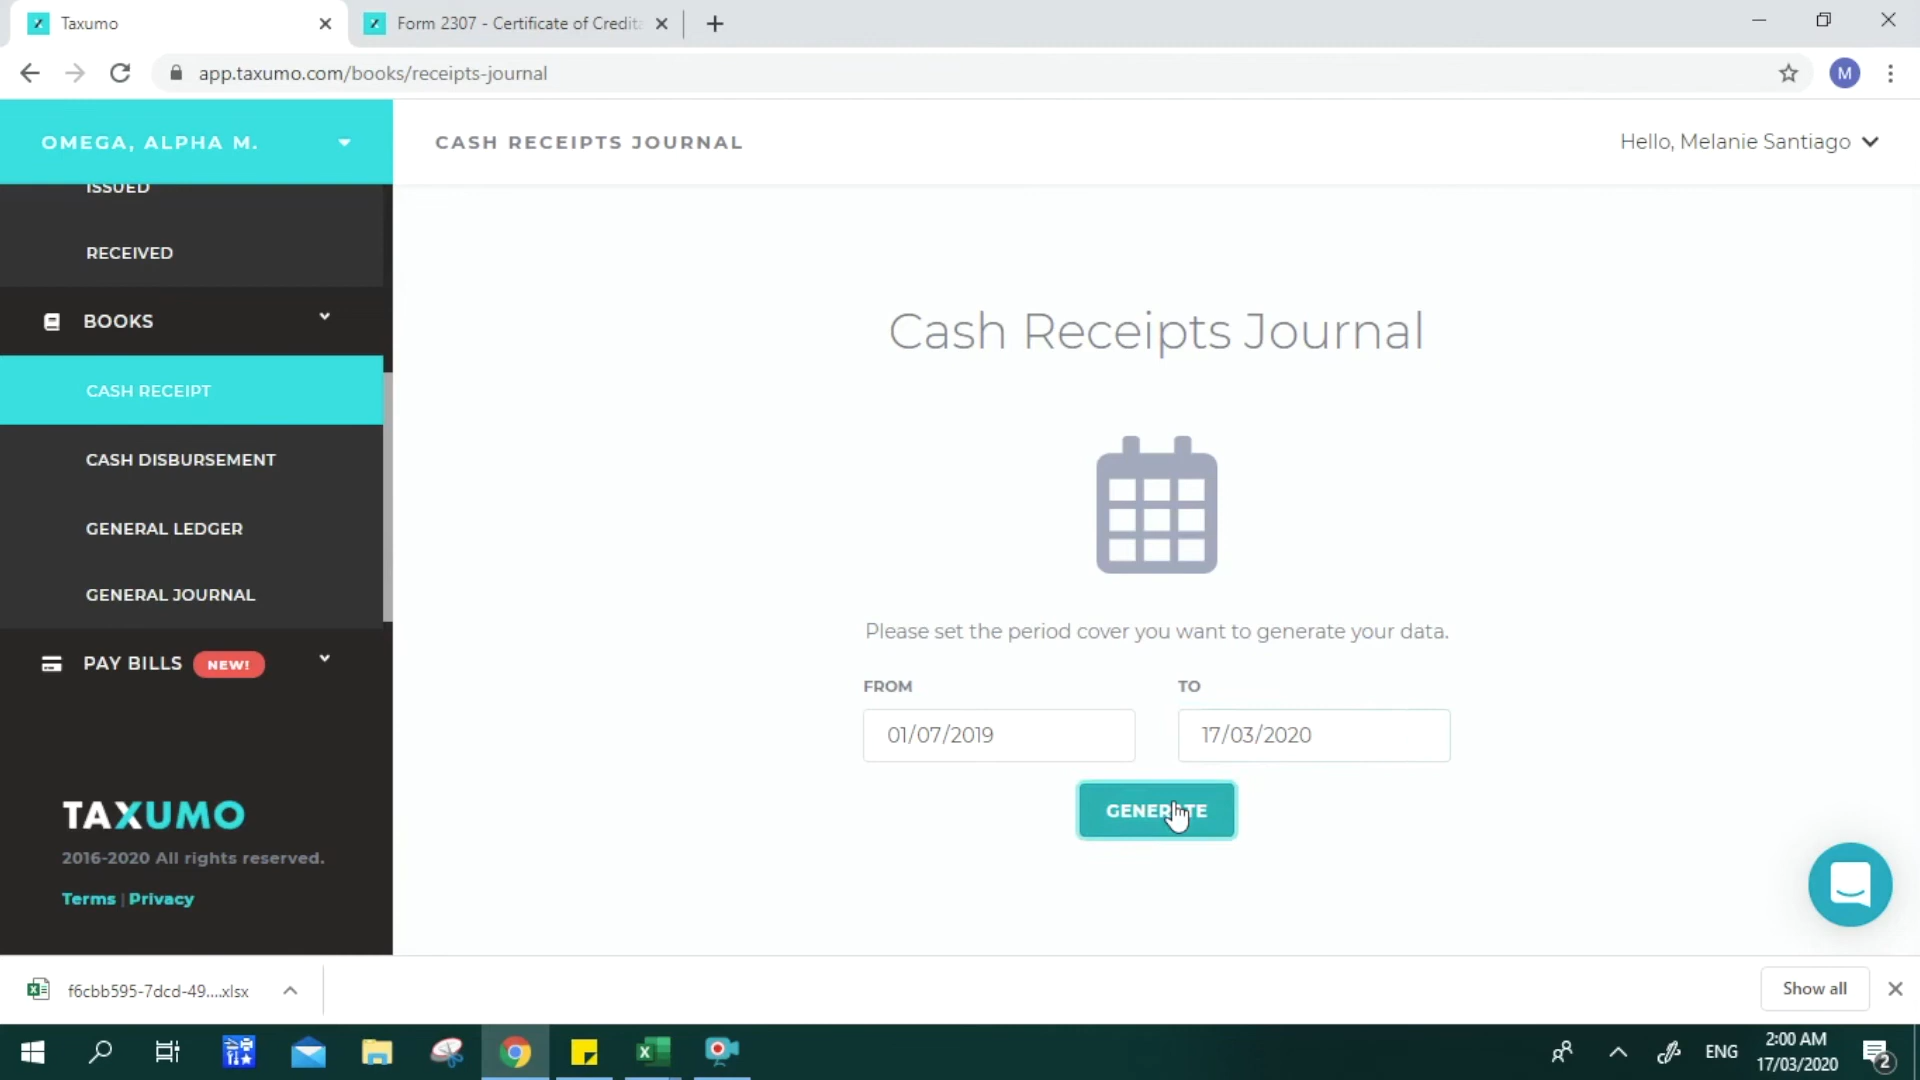 Taxumo
Form 2307 - Certificate of Credita
app.taxumo.com/books/receipts-journal
M
OMEGA, ALPHA M.
CASH RECEIPTS JOURNAL
Hello, Melanie Santiago
ISSUED
RECEIVED
BOOKS
CASH RECEIPT
CASH DISBURSEMENT
GENERAL LEDGER
GENERAL JOURNAL
PAY BILLS NEW!
TAXUMO
2016-2020 All rights reserved.
Terms | Privacy
Cash Receipts Journal
Please set the period cover you want to generate your data.
FROM
TO
01/07/2019
17/03/2020
GENERATE
f6cbb595-7dcd-49....xlsx
Show all
ENG
2:00 AM
17/03/2020
2